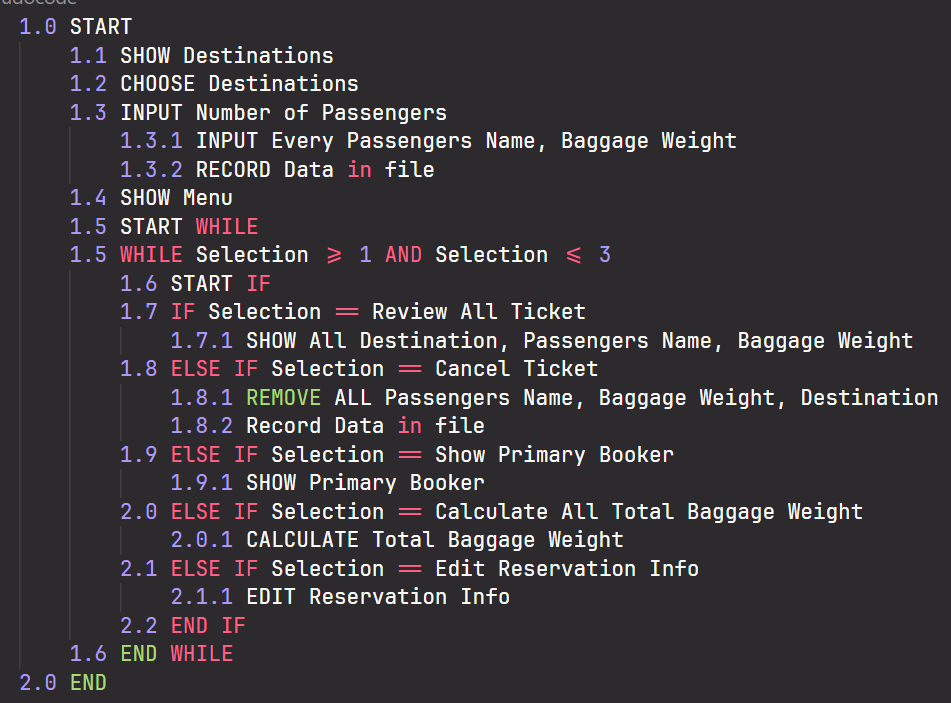 1.0 START
1.1 SHOW Destinations
1.2 CHOOSE Destinations
1.3 INPUT Number of Passengers
1.3.1 INPUT Every Passengers Name, Baggage Weight
1.3.2 RECORD Data in file
1.4 SHOW Menu
1.5 START WHILE
1.5 WHILE Selection ⩾ 1 AND Selection ⩽ 3
1.6 START IF
1.7 IF Selection == Review All Ticket
1.7.1 SHOW All Destination, Passengers Name, Baggage Weight
1.8 ELSE IF Selection == Cancel Ticket
1.8.1 REMOVE ALL Passengers Name, Baggage Weight, Destination
1.8.2 Record Data in file
1.9 ElSE IF Selection == Show Primary Booker
1.9.1 SHOW Primary Booker
2.0 ELSE IF Selection == Calculate All Total Baggage Weight
2.0.1 CALCULATE Total Baggage Weight
2.1 ELSE IF Selection == Edit Reservation Info
2.1.1 EDIT Reservation Info
2.2 END IF
1.6 END WHILE
2.0 END